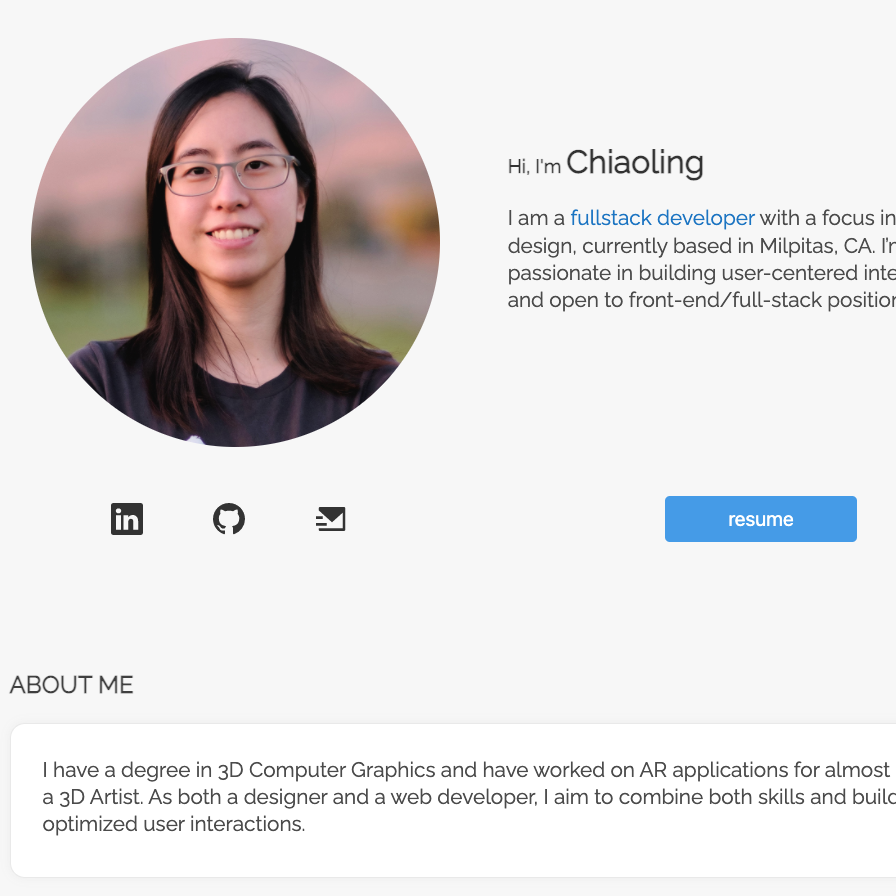 Hi, I'm Chiaoling
I am a fullstack developer with a focus in
design, currently based in Milpitas, CA.
passionate in building user-centered
and open to front-end/full-stack
in
resume
ABOUT ME
I have a degree in 3D Computer Graphics and have worked on AR applications for almost
a 3D Artist. As both a designer and a web developer, I aim to combine both skills and
optimized user interactions.